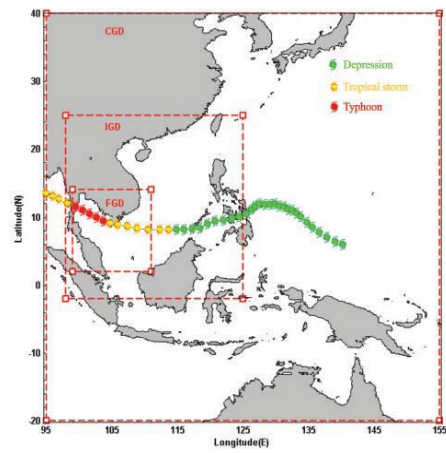 40
CGD
Depression
30
Tropical storm
Typhoon
IGD
20
FGD
10
Latitude(N)
0
-10
-20
95 105 115 125 135 145 155
Longitude(E)